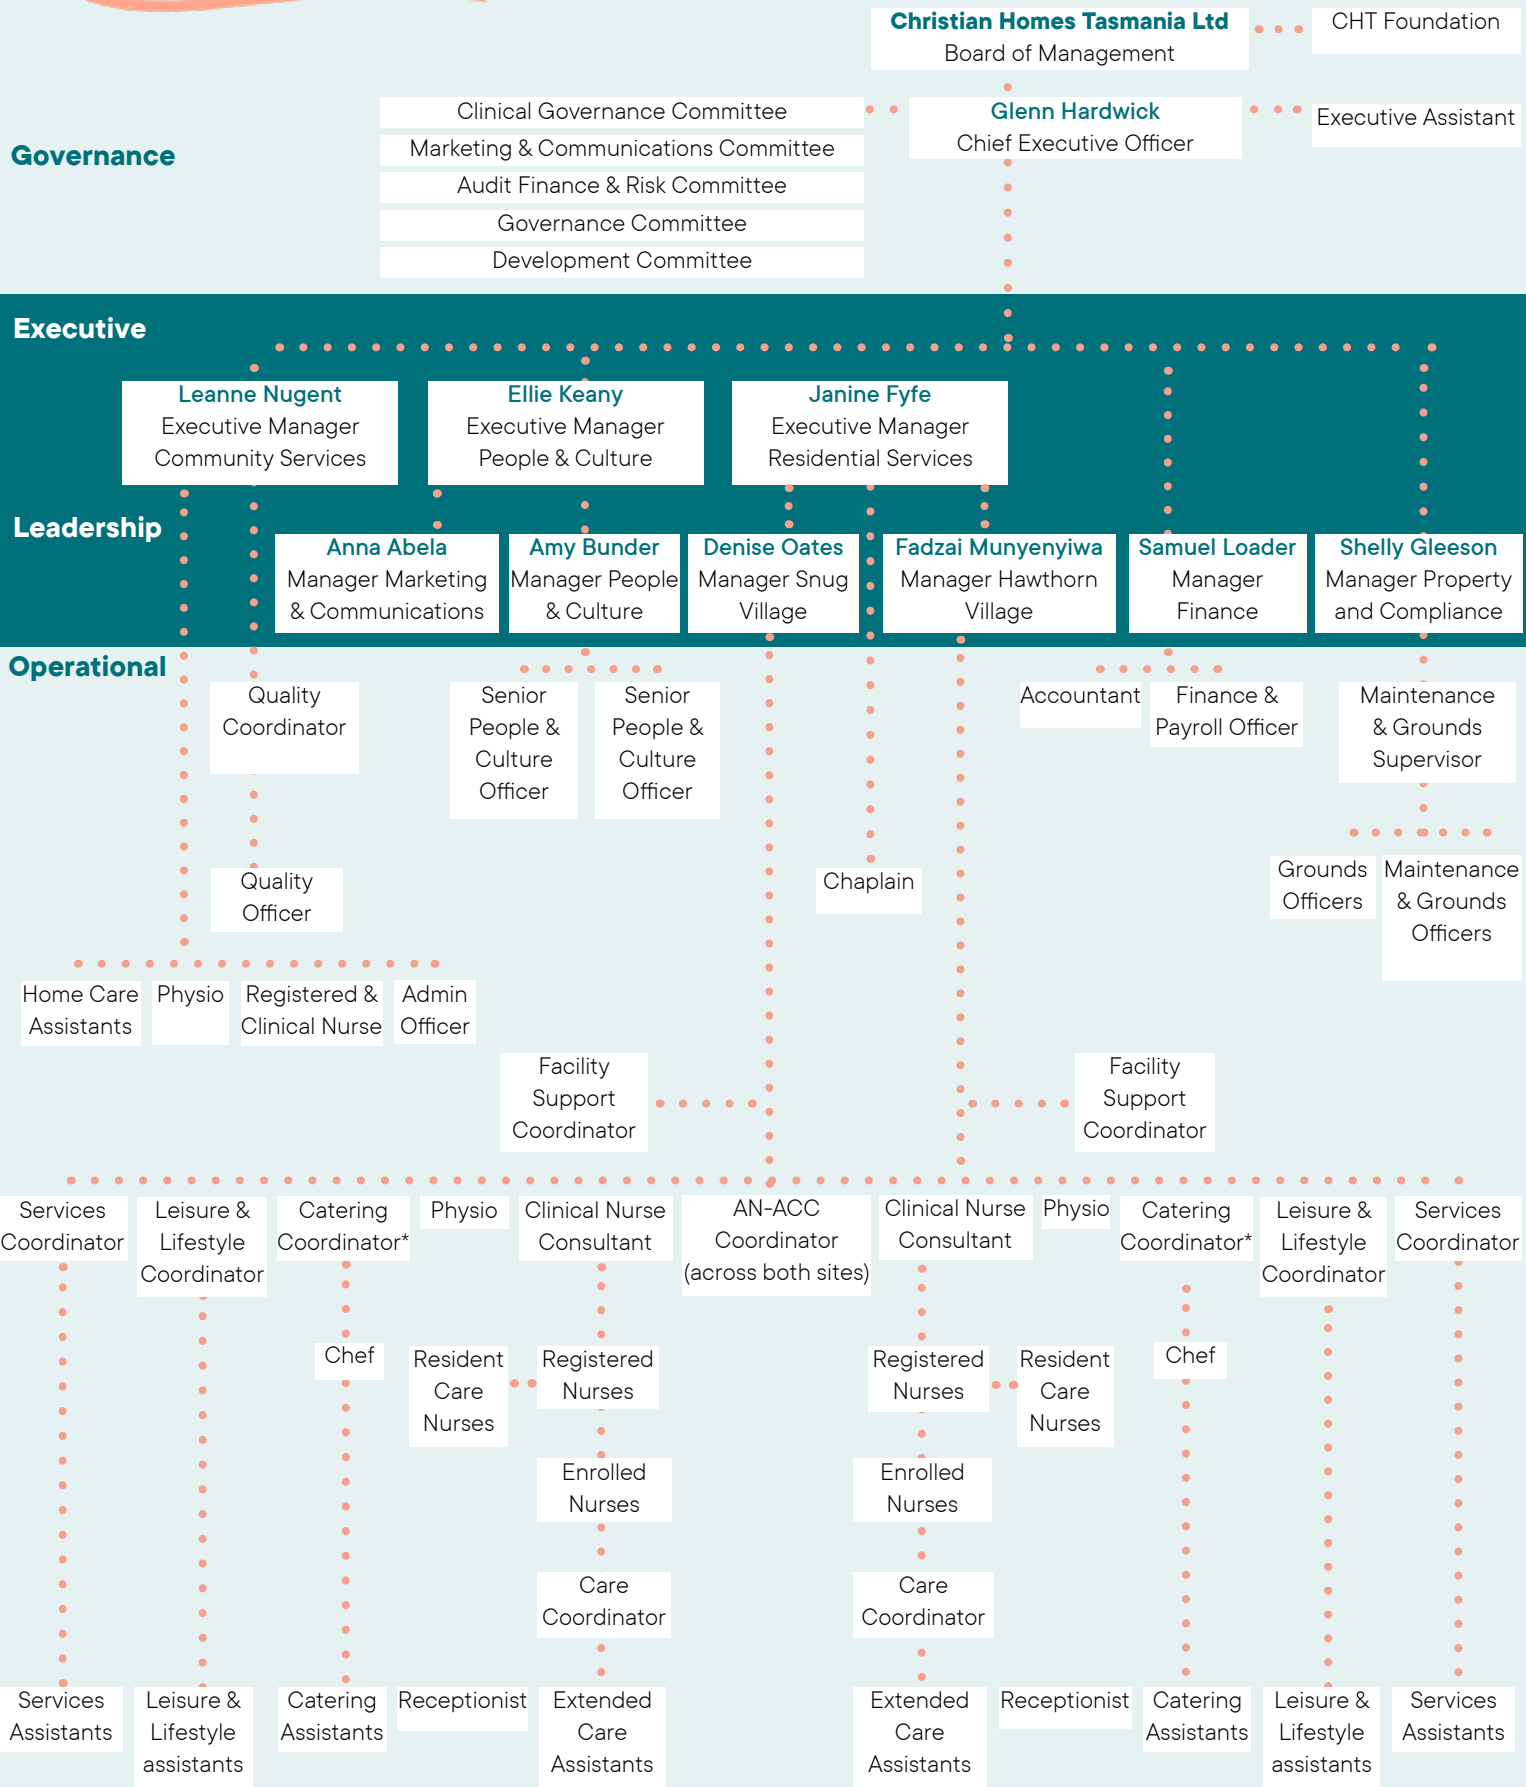 Christian Homes Tasmania Ltd
Board of Management
CHT Foundation
Governance
Clinical Governance Committee
Marketing & Communications Committee
Audit Finance & Risk Committee
Governance Committee
Development Committee
Glenn Hardwick
Chief Executive Officer
Executive Assistant
Executive
Leanne Nugent
Executive Manager
Community Services
Ellie Keany
Executive Manager
People & Culture
Janine Fyfe
Executive Manager
Residential Services
Leadership
Anna Abela
Manager Marketing
& Communications
Amy Bunder
Manager People
& Culture
Denise Oates
Manager Snug
Village
Fadzai Munyenyiwa
Manager Hawthorn
Village
Samuel Loader
Manager
Finance
Shelly Gleeson
Manager Property
and Compliance
Operational
Quality
Coordinator
Senior
People &
Culture
Officer
Senior
People &
Culture
Officer
Accountant
Finance &
Payroll Officer
Maintenance
& Grounds
Supervisor
Quality
Officer
Chaplain
Grounds
Officers
Maintenance
& Grounds
Officers
Home Care
Assistants
Physio
Registered &
Clinical Nurse
Admin
Officer
Facility
Support
Coordinator
Facility
Support
Coordinator
Services
Coordinator
Leisure &
Lifestyle
Coordinator
Catering
Coordinator*
Physio
Clinical Nurse
Consultant
AN-ACC
Coordinator
(across both sites)
Clinical Nurse
Consultant
Physio
Catering
Coordinator*
Leisure &
Lifestyle
Coordinator
Services
Coordinator
Chef
Resident
Care
Nurses
Registered
Nurses
Registered
Nurses
Resident
Care
Nurses
Chef
Enrolled
Nurses
Enrolled
Nurses
Care
Coordinator
Care
Coordinator
Services
Assistants
Leisure &
Lifestyle
assistants
Catering
Assistants
Receptionist
Extended
Care
Assistants
Extended
Care
Assistants
Receptionist
Catering
Assistants
Leisure &
Lifestyle
assistants
Services
Assistants